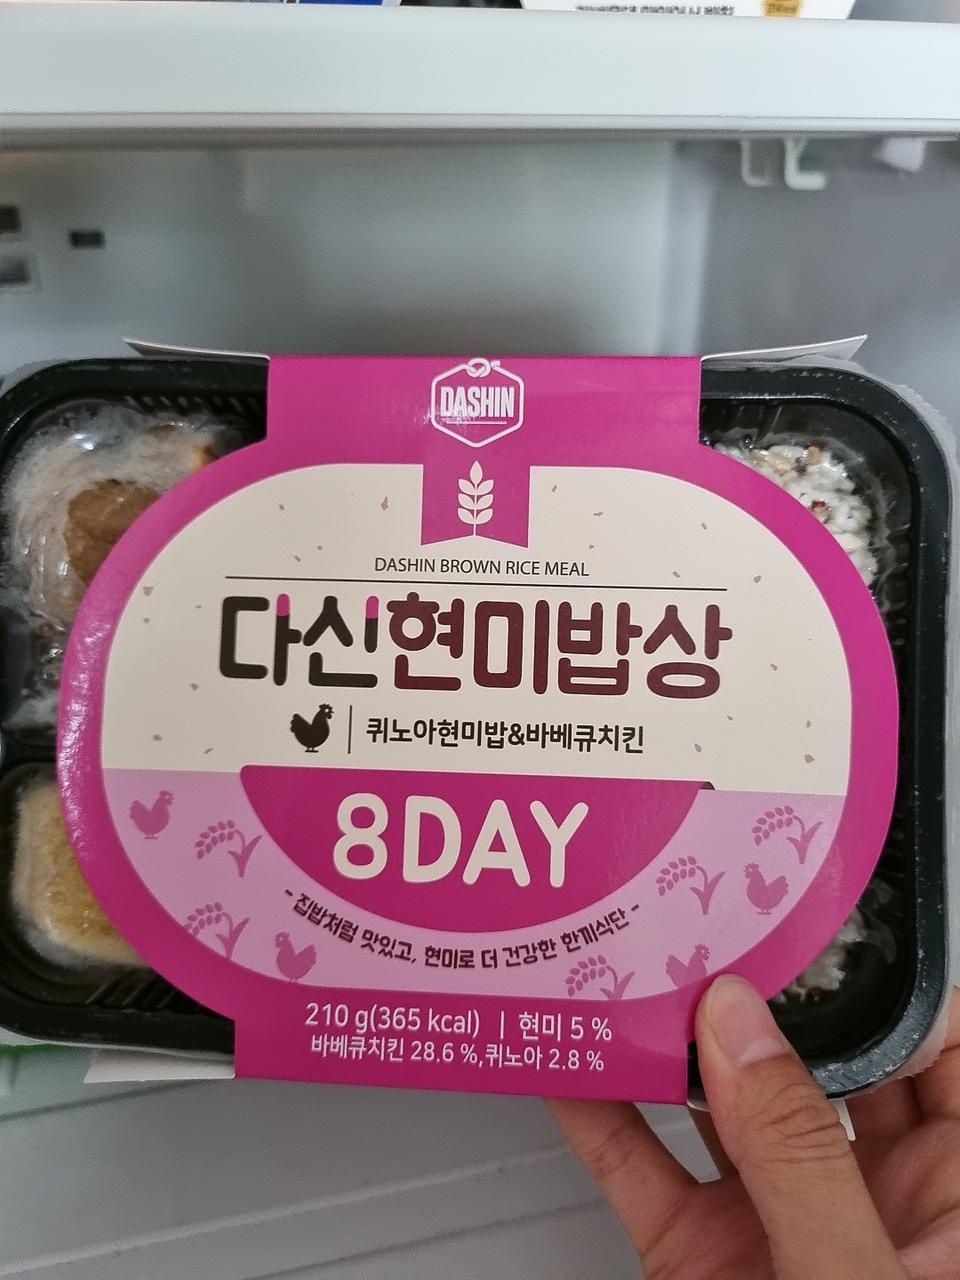 DASHIN
DASHIN BROWN RICE MEAL
다신현미밥상
퀴노아현미밥&바베큐치킨
8DAY
- 집밥처럼 맛있고, 현미로 더 건강한 한끼식단 -
210 g(365 kcal) | 현미 5 %
바베큐치킨 28.6 %,퀴노아 2.8 %